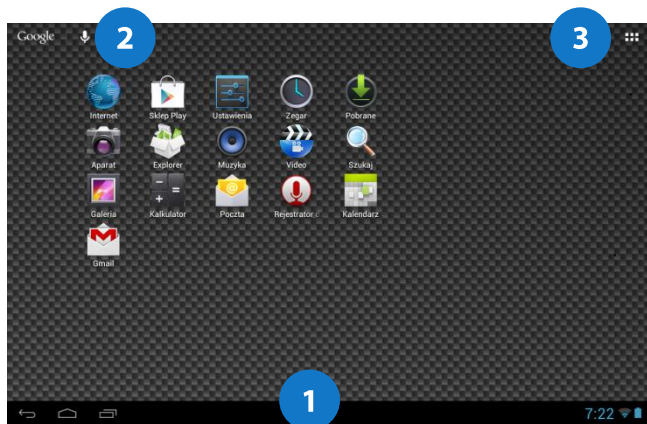 Google 2 3
Internet Sklep Play Ustawienia Zegar Pobrane
Aparat Explorer Muzyka Video Szukaj
Galeria Kalkulator Poczta Rejestrator d Kalendarz
Gmail
1 7:22